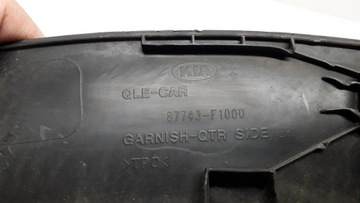 KIA
QLE-CAR
87743-F1000
GARNISH-QTR SIDE
>TPO<